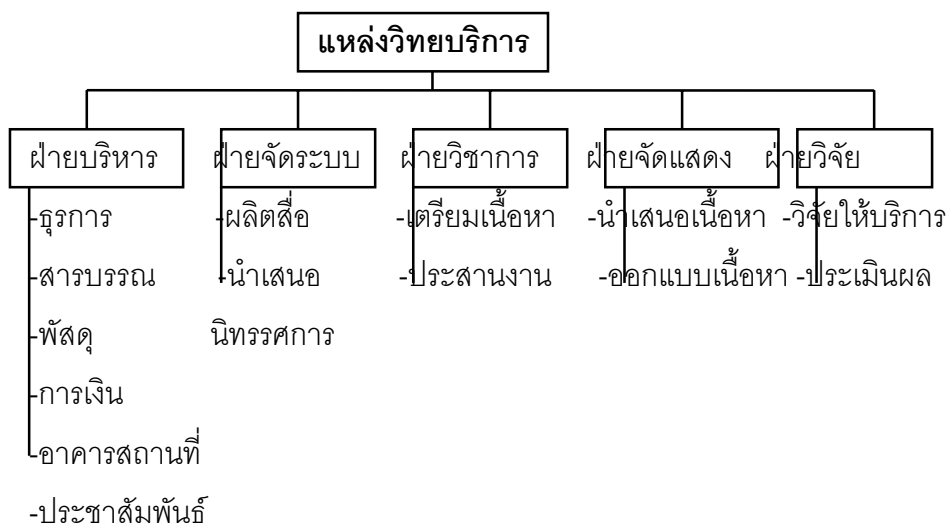 แหล่งวิทยบริการ
ฝ่ายบริหาร
-ธุรการ
-สารบรรณ
-พัสดุ
-การเงิน
-อาคารสถานที่
-ประชาสัมพันธ์
ฝ่ายจัดระบบ
-ผลิตสื่อ
-นำเสนอ
นิทรรศการ
ฝ่ายวิชาการ
-เตรียมเนื้อหา
-ประสานงาน
ฝ่ายจัดแสดง
-นำเสนอเนื้อหา
-ออกแบบเนื้อหา
ฝ่ายวิจัย
-วิจัยให้บริการ
-ประเมินผล